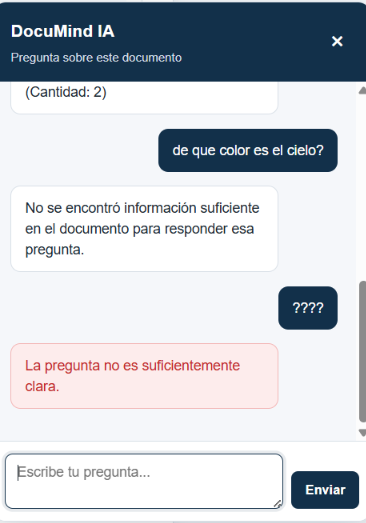 DocuMind IA
Pregunta sobre este documento
×
(Cantidad: 2)
de que color es el cielo?
No se encontró información suficiente
en el documento para responder esa
pregunta.
????
La pregunta no es suficientemente
clara.
Escribe tu pregunta...
Enviar